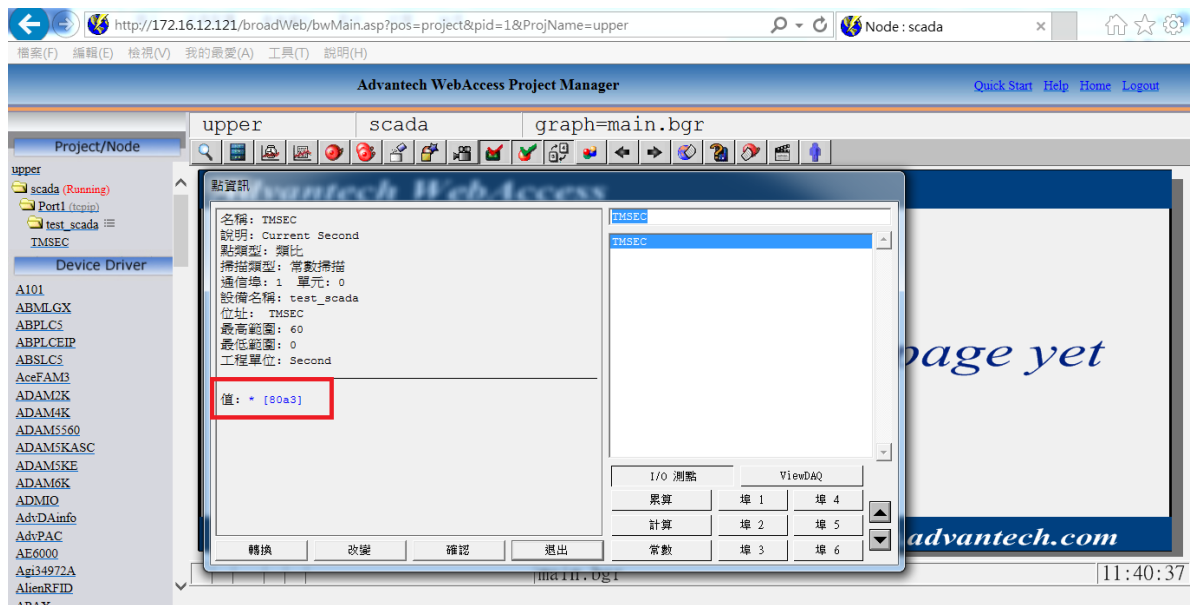 http://172.16.12.121/broadWeb/bwMain.asp?pos=project&pid=1&ProjName=upper
Node : scada
檔案(F) 編輯(E) 檢視(V) 我的最愛(A) 工具(T) 說明(H)
Advantech WebAccess Project Manager
Quick Start Help Home Logout
upper scada graph=main.bgr
Project/Node
upper
scada (Running)
Port1 (tcpip)
test_scada
TMSEC
Device Driver
A101
ABMLGX
ABPLC5
ABPLCEIP
ABSLC5
AceFAM3
ADAM2K
ADAM4K
ADAM5560
ADAM5KASC
ADAM5KE
ADAM6K
ADMIO
AdvDAinfo
AdvPAC
AE6000
Agi34972A
AlienRFID
APAX
Advantech WebAccess
點資訊
名稱: TMSEC
說明: Current Second
點類型: 類比
掃描類型: 常數掃描
通信埠: 1 單元: 0
設備名稱: test_scada
位址: TMSEC
最高範圍: 60
最低範圍: 0
工程單位: Second
值: * [80a3]
TMSEC
TMSEC
I/O 測點 ViewDAQ
累算 埠 1 埠 4
計算 埠 2 埠 5
常數 埠 3 埠 6
轉換 改變 確認 退出
page yet
advantech.com
main.bgr
11:40:37